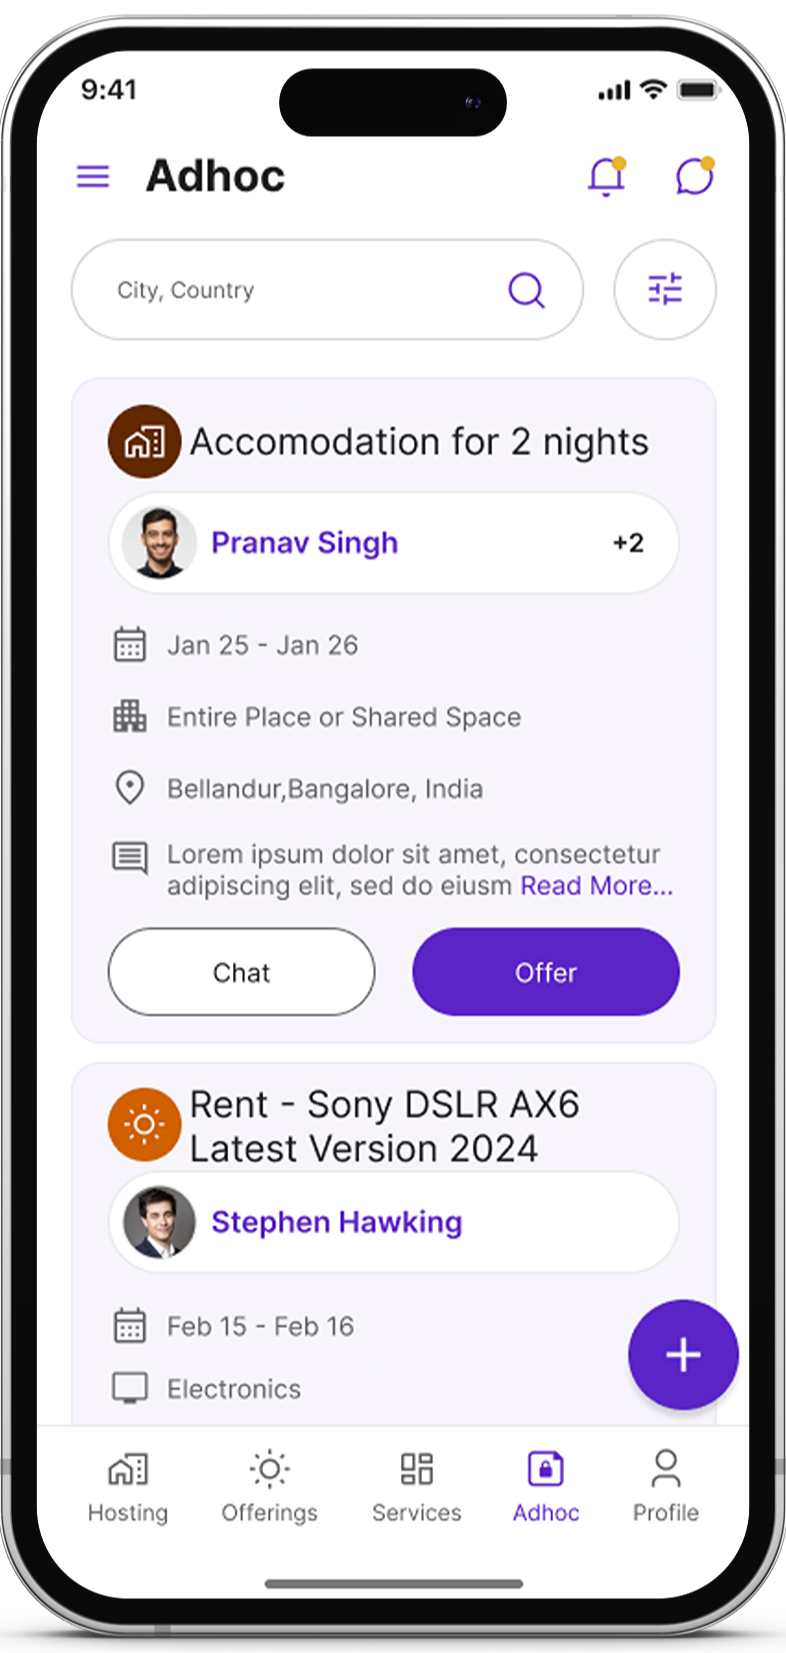 9:41
Adhoc
City, Country
Accomodation for 2 nights
Pranav Singh +2
Jan 25 - Jan 26
Entire Place or Shared Space
Bellandur,Bangalore, India
Lorem ipsum dolor sit amet, consectetur
adipiscing elit, sed do eiusm Read More...
Chat Offer
Rent - Sony DSLR AX6
Latest Version 2024
Stephen Hawking
Feb 15 - Feb 16
+
Electronics
Hosting Offerings Services Adhoc Profile